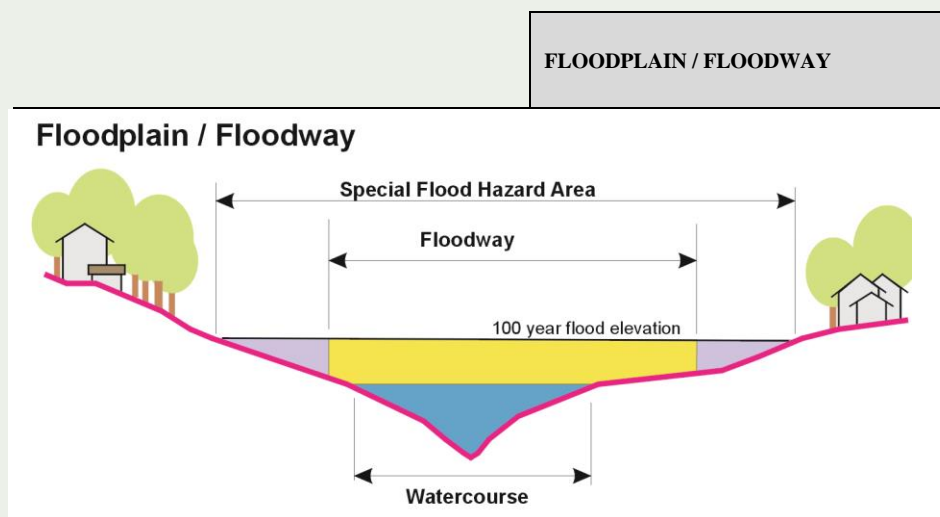 FLOODPLAIN / FLOODWAY
Floodplain / Floodway
Special Flood Hazard Area
Floodway
100 year flood elevation
Watercourse